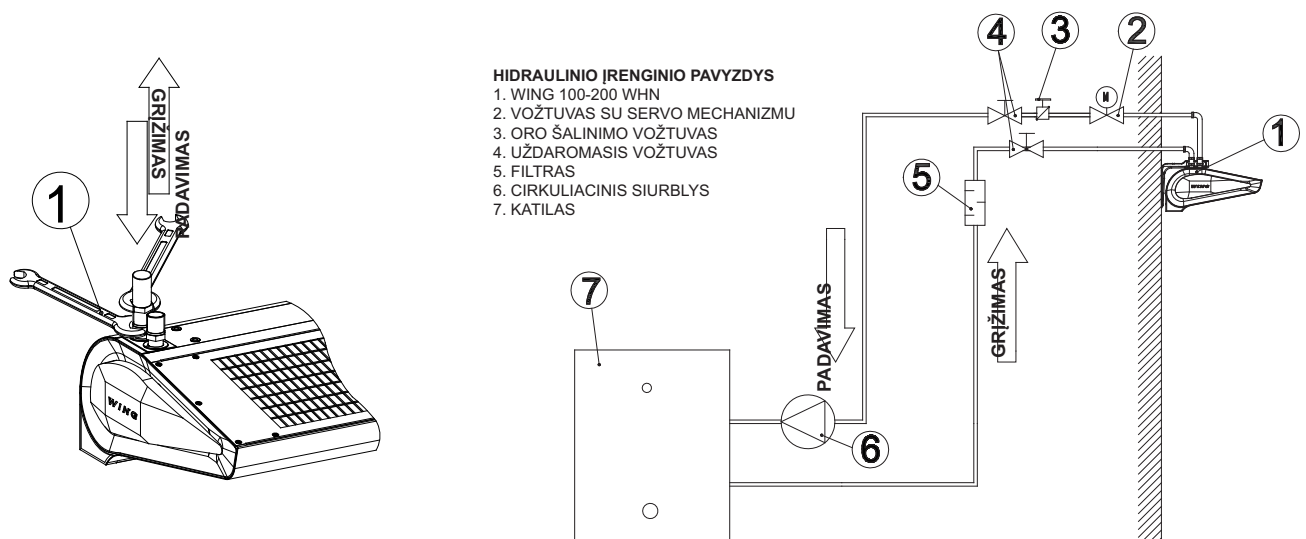 GRĮŽIMAS
PADAVIMAS
1
WING
HIDRAULINIO ĮRENGINIO PAVYZDYS
1. WING 100-200 WHN
2. VOŽTUVAS SU SERVO MECHANIZMU
3. ORO ŠALINIMO VOŽTUVAS
4. UŽDAROMASIS VOŽTUVAS
5. FILTRAS
6. CIRKULIACINIS SIURBLYS
7. KATILAS
4
3
2
M
1
WING
5
7
PADAVIMAS
GRĮŽIMAS
6